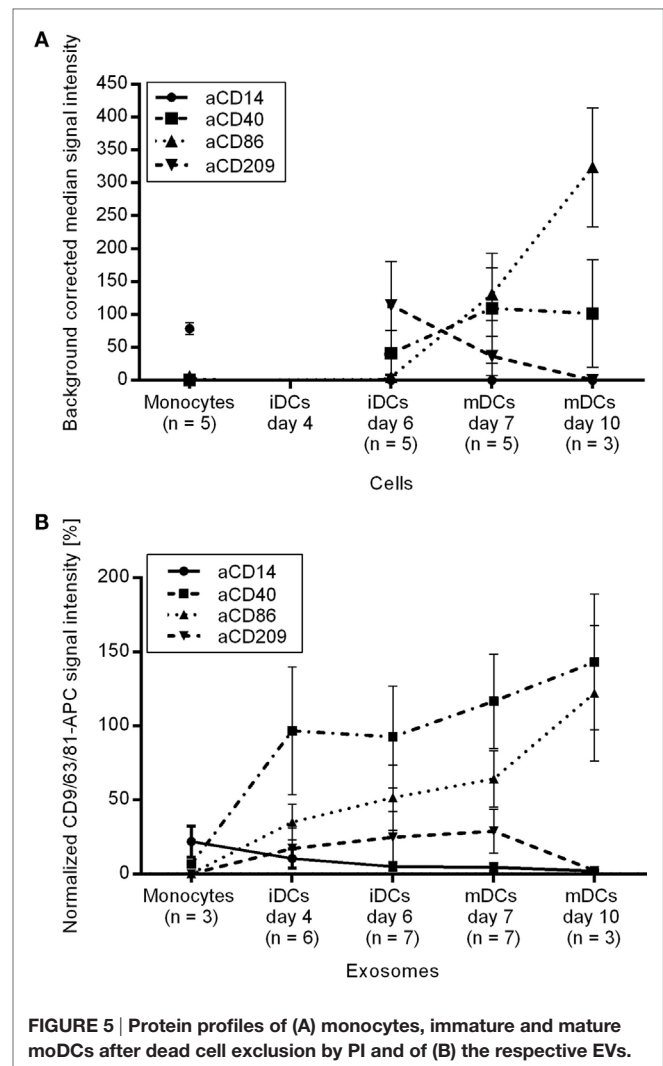 A
Background corrected median signal intensity
450
400
350
300
250
200
150
100
50
0
aCD14
aCD40
aCD86
aCD209
Monocytes
(n = 5)
iDCs
day 4
iDCs
day 6
(n = 5)
mDCs
day 7
(n = 5)
mDCs
day 10
(n = 3)
Cells
B
Normalized CD9/63/81-APC signal intensity [%]
200
150
100
50
0
aCD14
aCD40
aCD86
aCD209
Monocytes
(n = 3)
iDCs
day 4
(n = 6)
iDCs
day 6
(n = 7)
mDCs
day 7
(n = 7)
mDCs
day 10
(n = 3)
Exosomes
FIGURE 5 | Protein profiles of (A) monocytes, immature and mature
moDCs after dead cell exclusion by PI and of (B) the respective EVs.